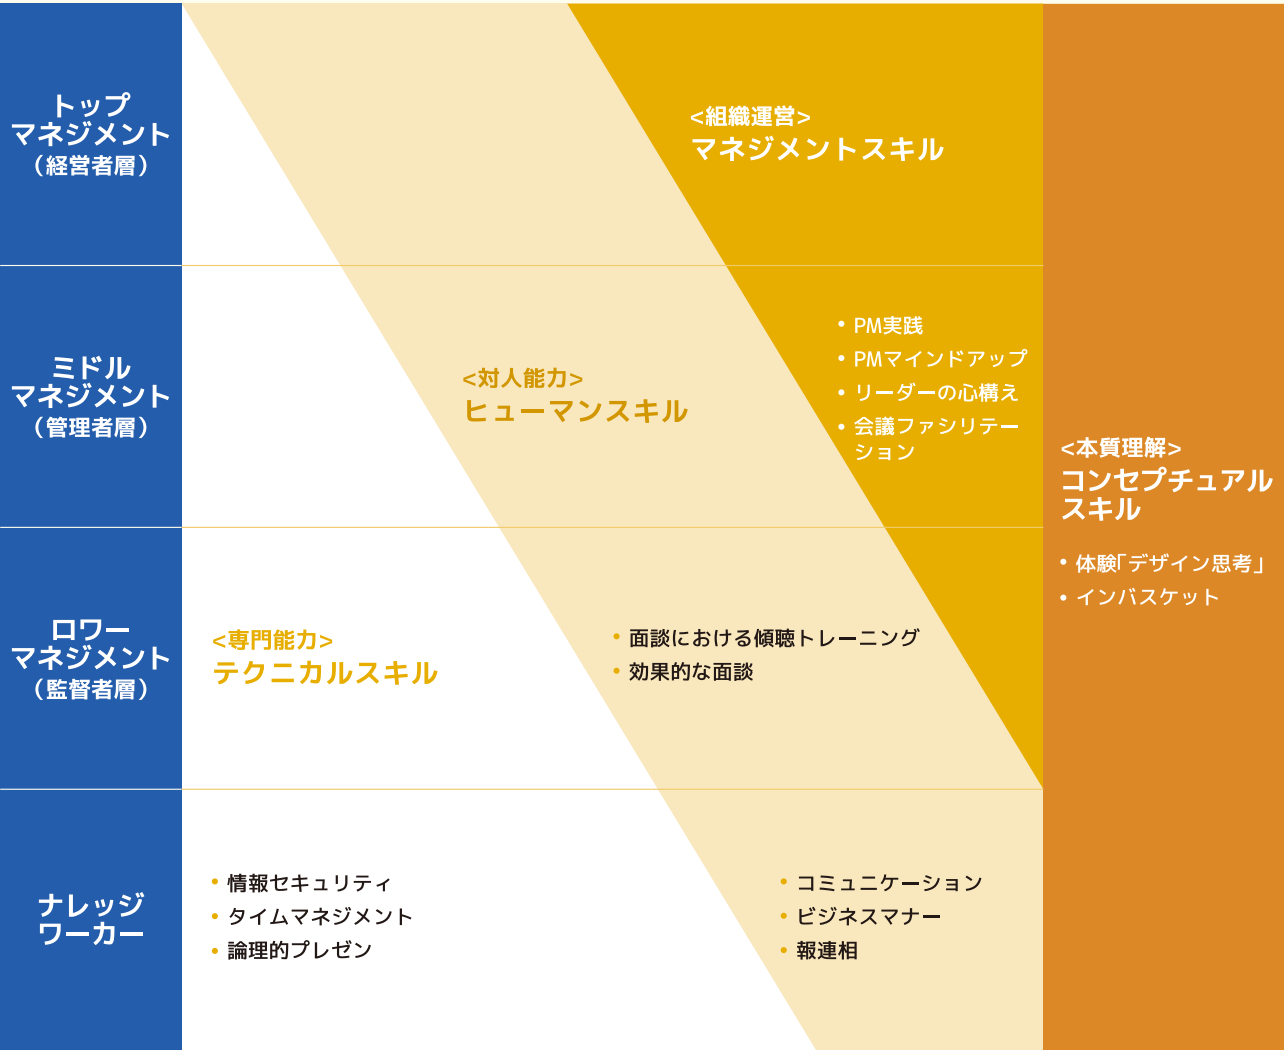 トップ
マネジメント
（経営者層）
<組織運営>
マネジメントスキル
ミドル
マネジメント
（管理者層）
<対人能力>
ヒューマンスキル
• PM実践
• PMマインドアップ
• リーダーの心構え
• 会議ファシリテー
ション
<本質理解>
コンセプチュアル
スキル
• 体験「デザイン思考」
• インバスケット
ロワー
マネジメント
（監督者層）
<専門能力>
テクニカルスキル
• 面談における傾聴トレーニング
• 効果的な面談
ナレッジ
ワーカー
• 情報セキュリティ
• タイムマネジメント
• 論理的プレゼン
• コミュニケーション
• ビジネスマナー
• 報連相